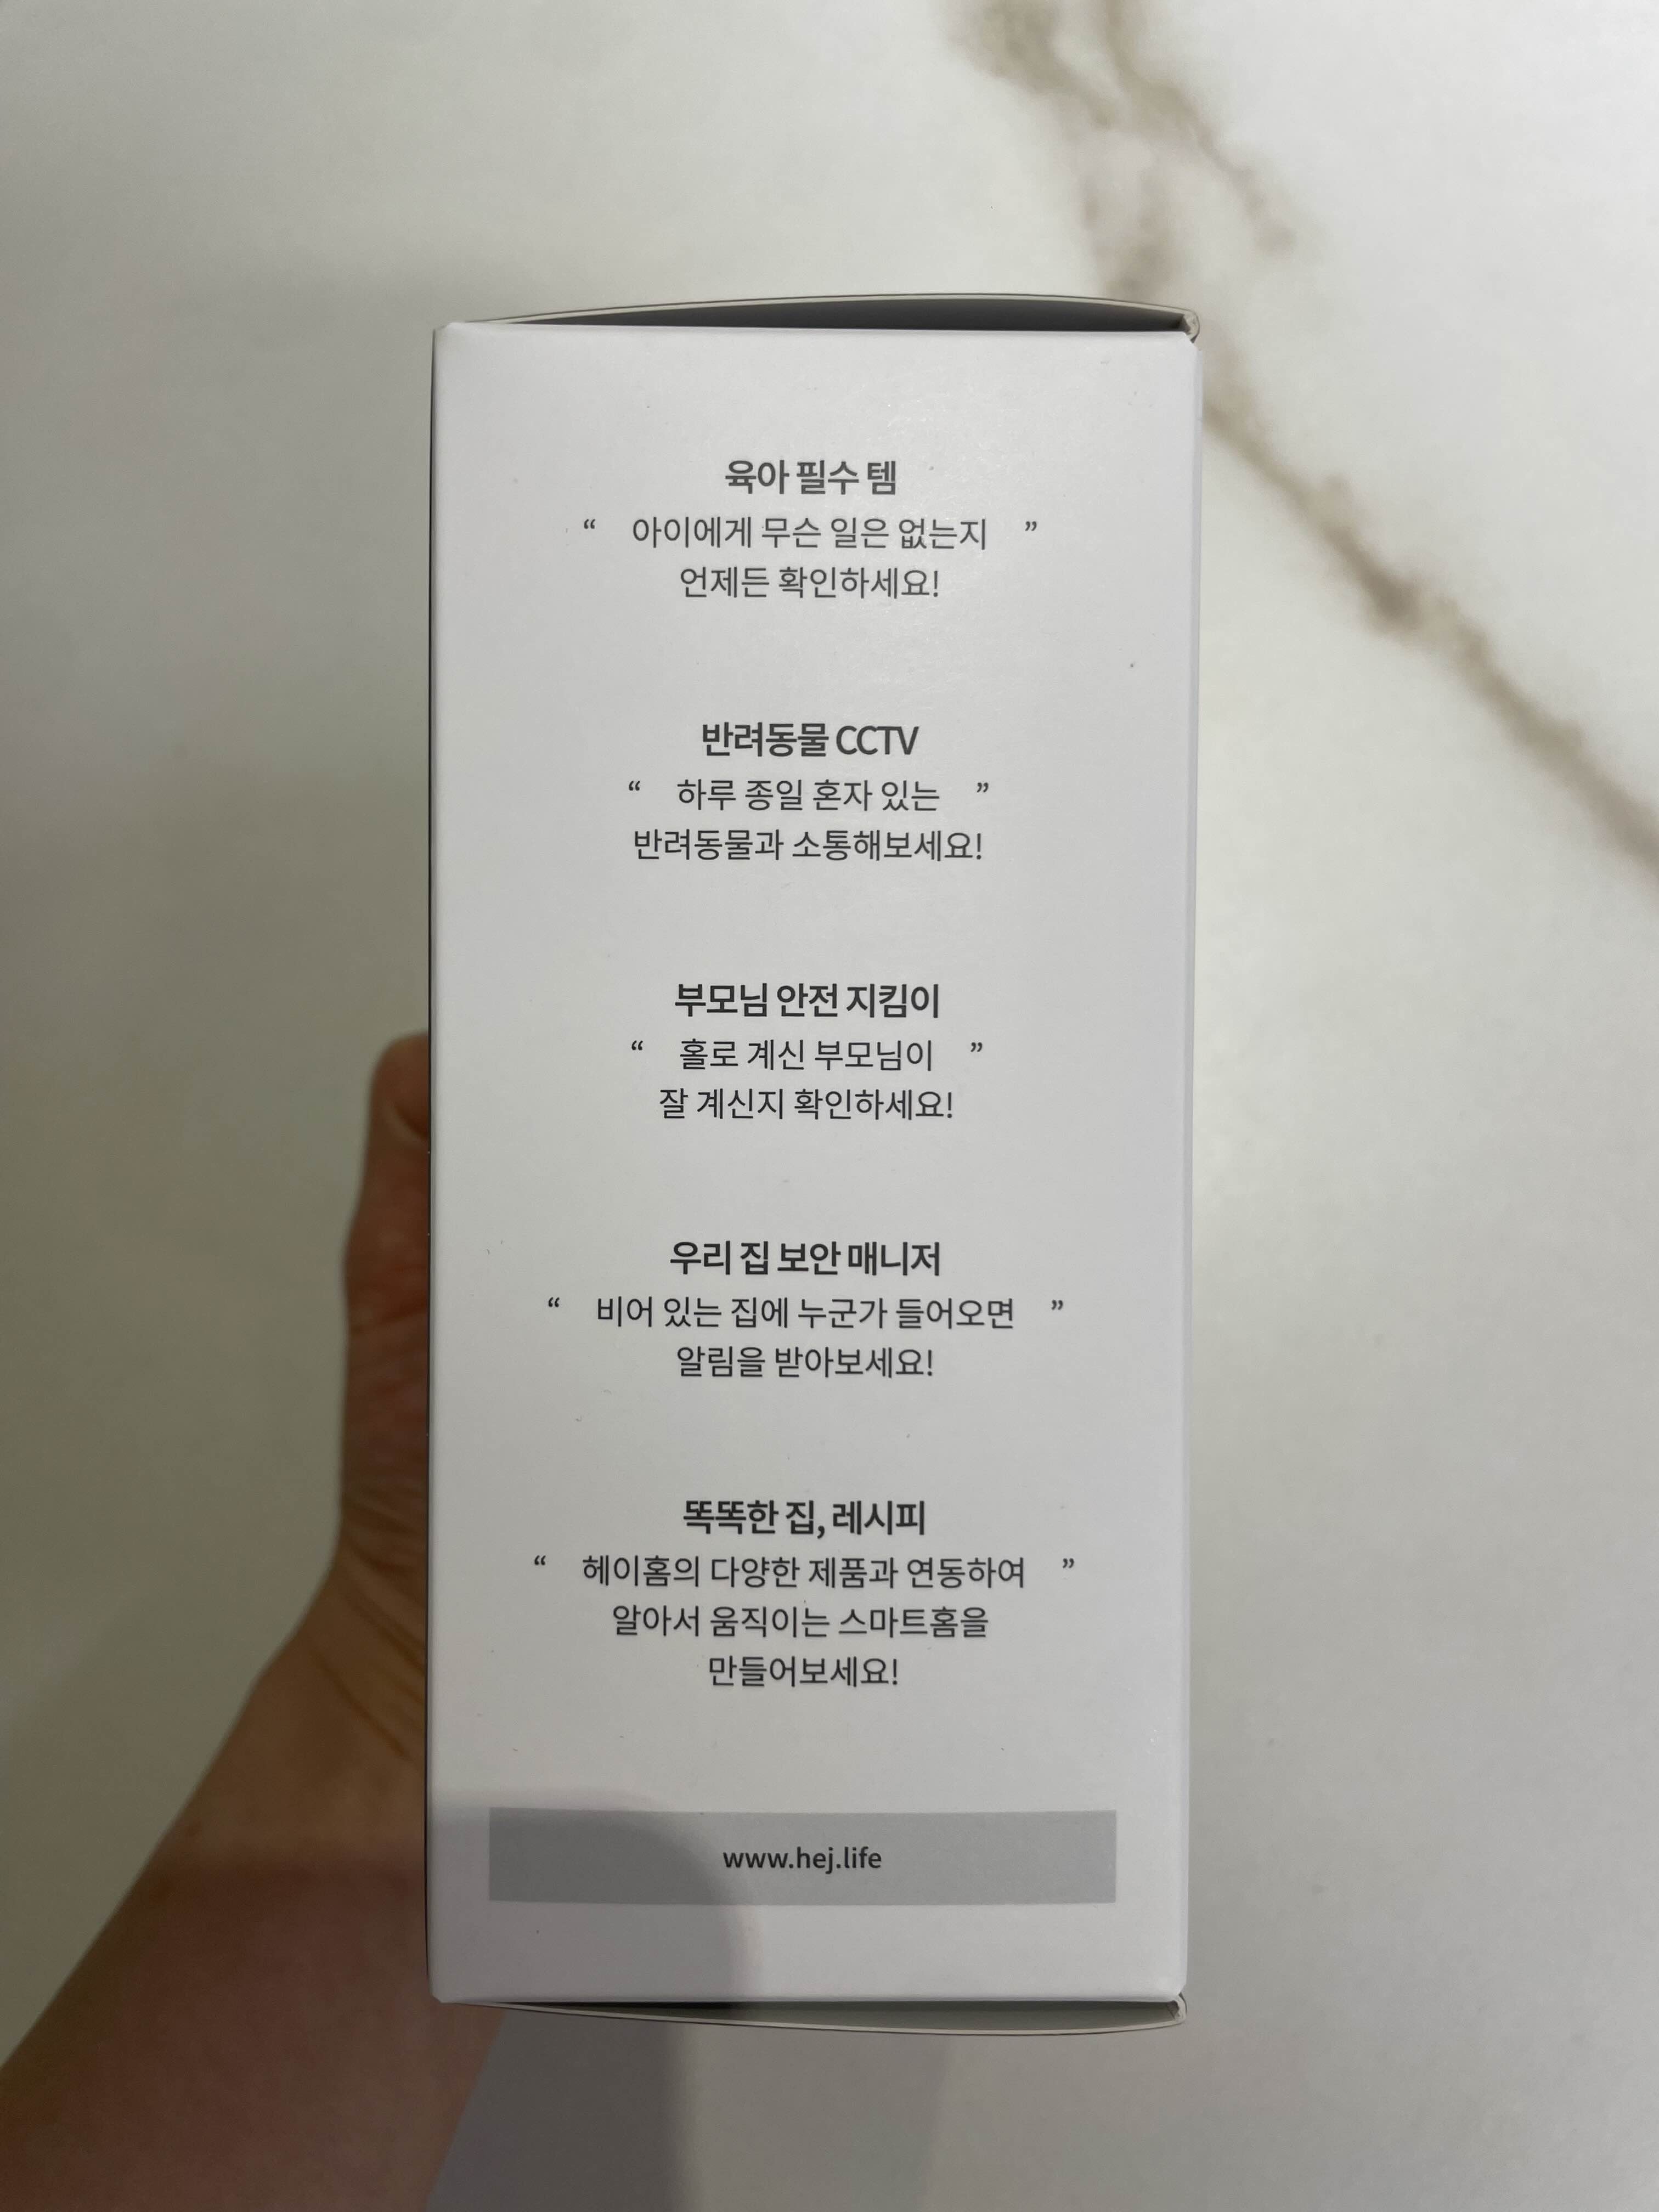 육아 필수 템
“ 아이에게 무슨 일은 없는지 ”
언제든 확인하세요!
반려동물 CCTV
“ 하루 종일 혼자 있는 ”
반려동물과 소통해보세요!
부모님 안전 지킴이
“ 홀로 계신 부모님이 ”
잘 계신지 확인하세요!
우리 집 보안 매니저
“ 비어 있는 집에 누군가 들어오면 ”
알림을 받아보세요!
똑똑한 집, 레시피
“ 헤이홈의 다양한 제품과 연동하여 ”
알아서 움직이는 스마트홈을
만들어보세요!
www.hej.life